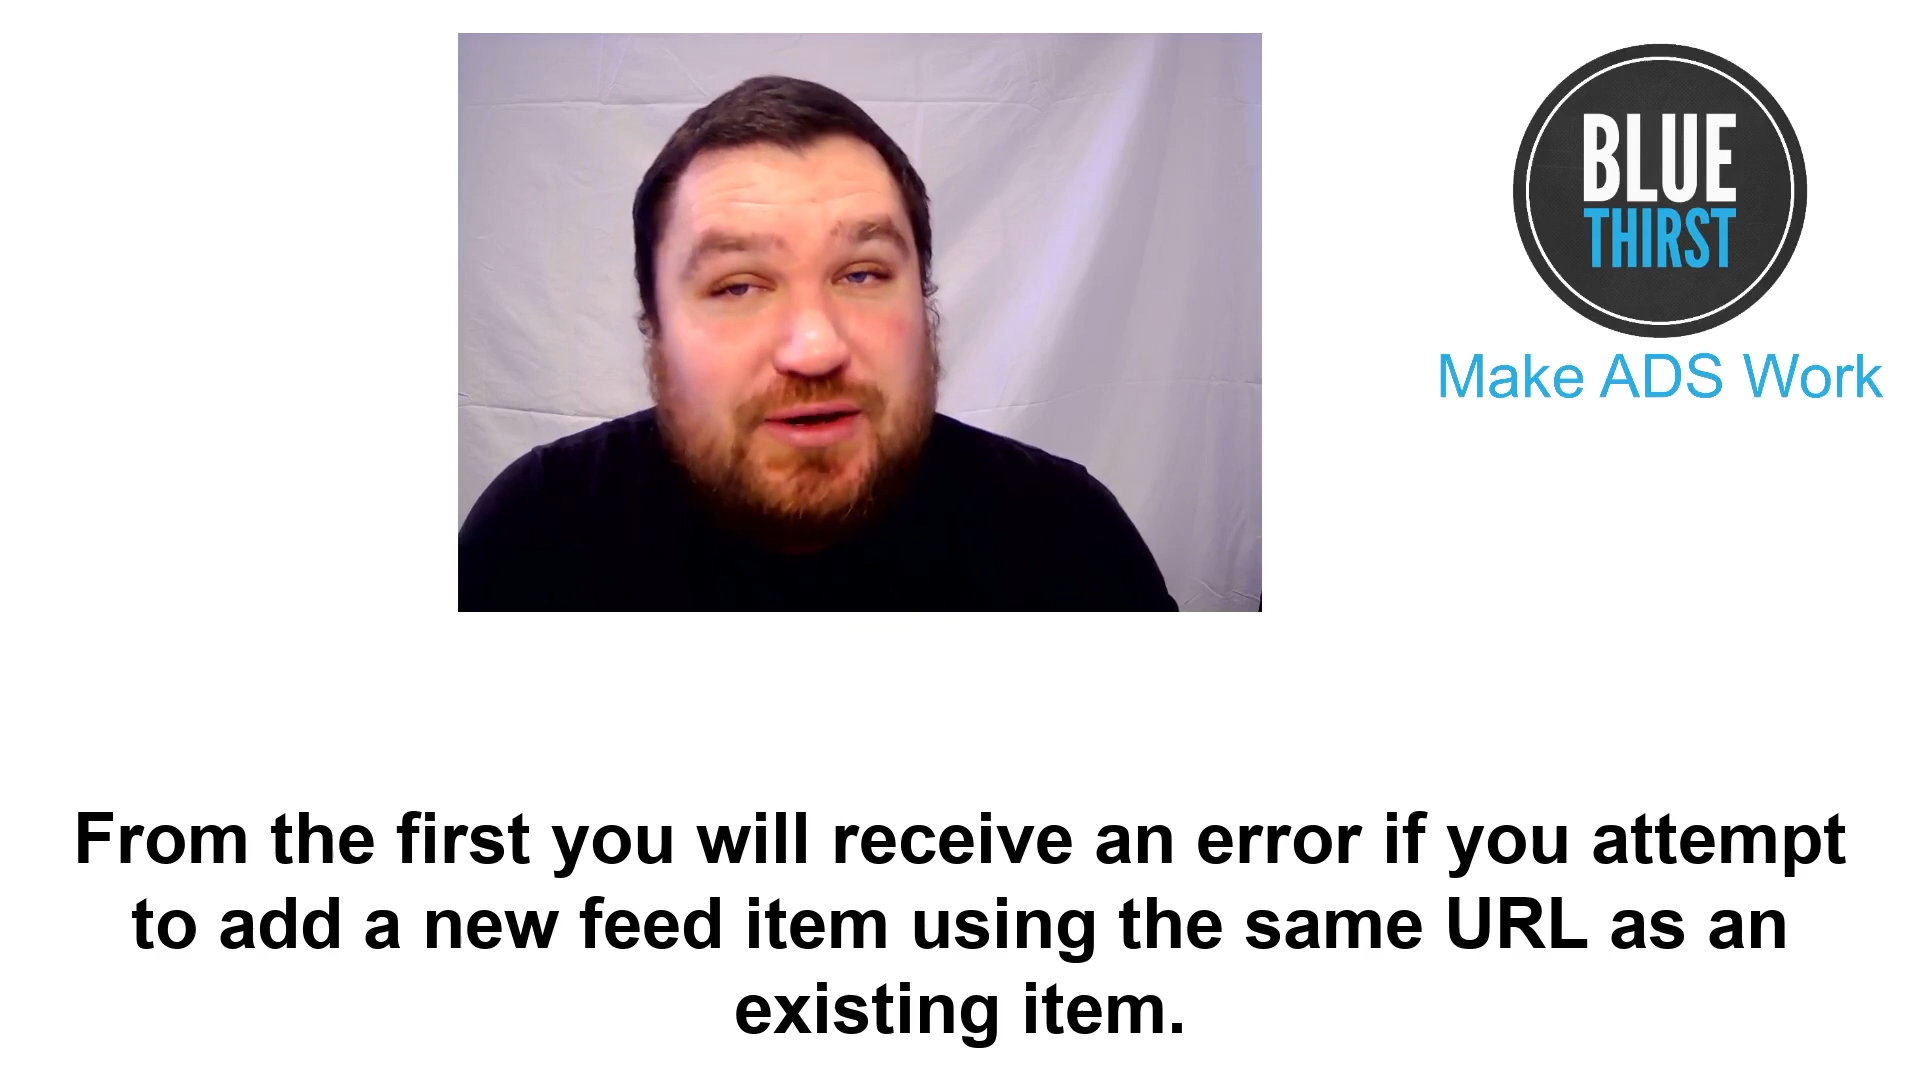 BLUE
THIRST
Make ADS Work
From the first you will receive an error if you attempt
to add a new feed item using the same URL as an
existing item.